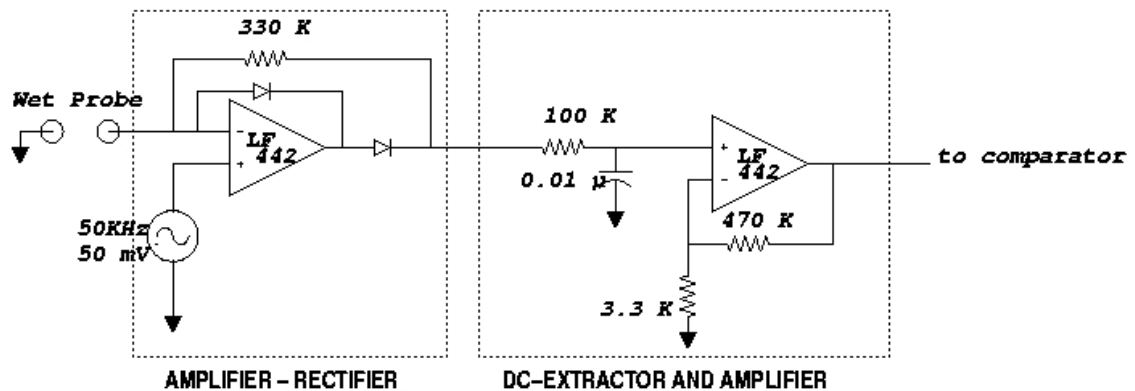 330 K
Wet Probe
-
LF
442
+
50KHz
50 mV
100 K
0.01 µ
+
LF
442
-
to comparator
470 K
3.3 K
AMPLIFIER – RECTIFIER
DC–EXTRACTOR AND AMPLIFIER